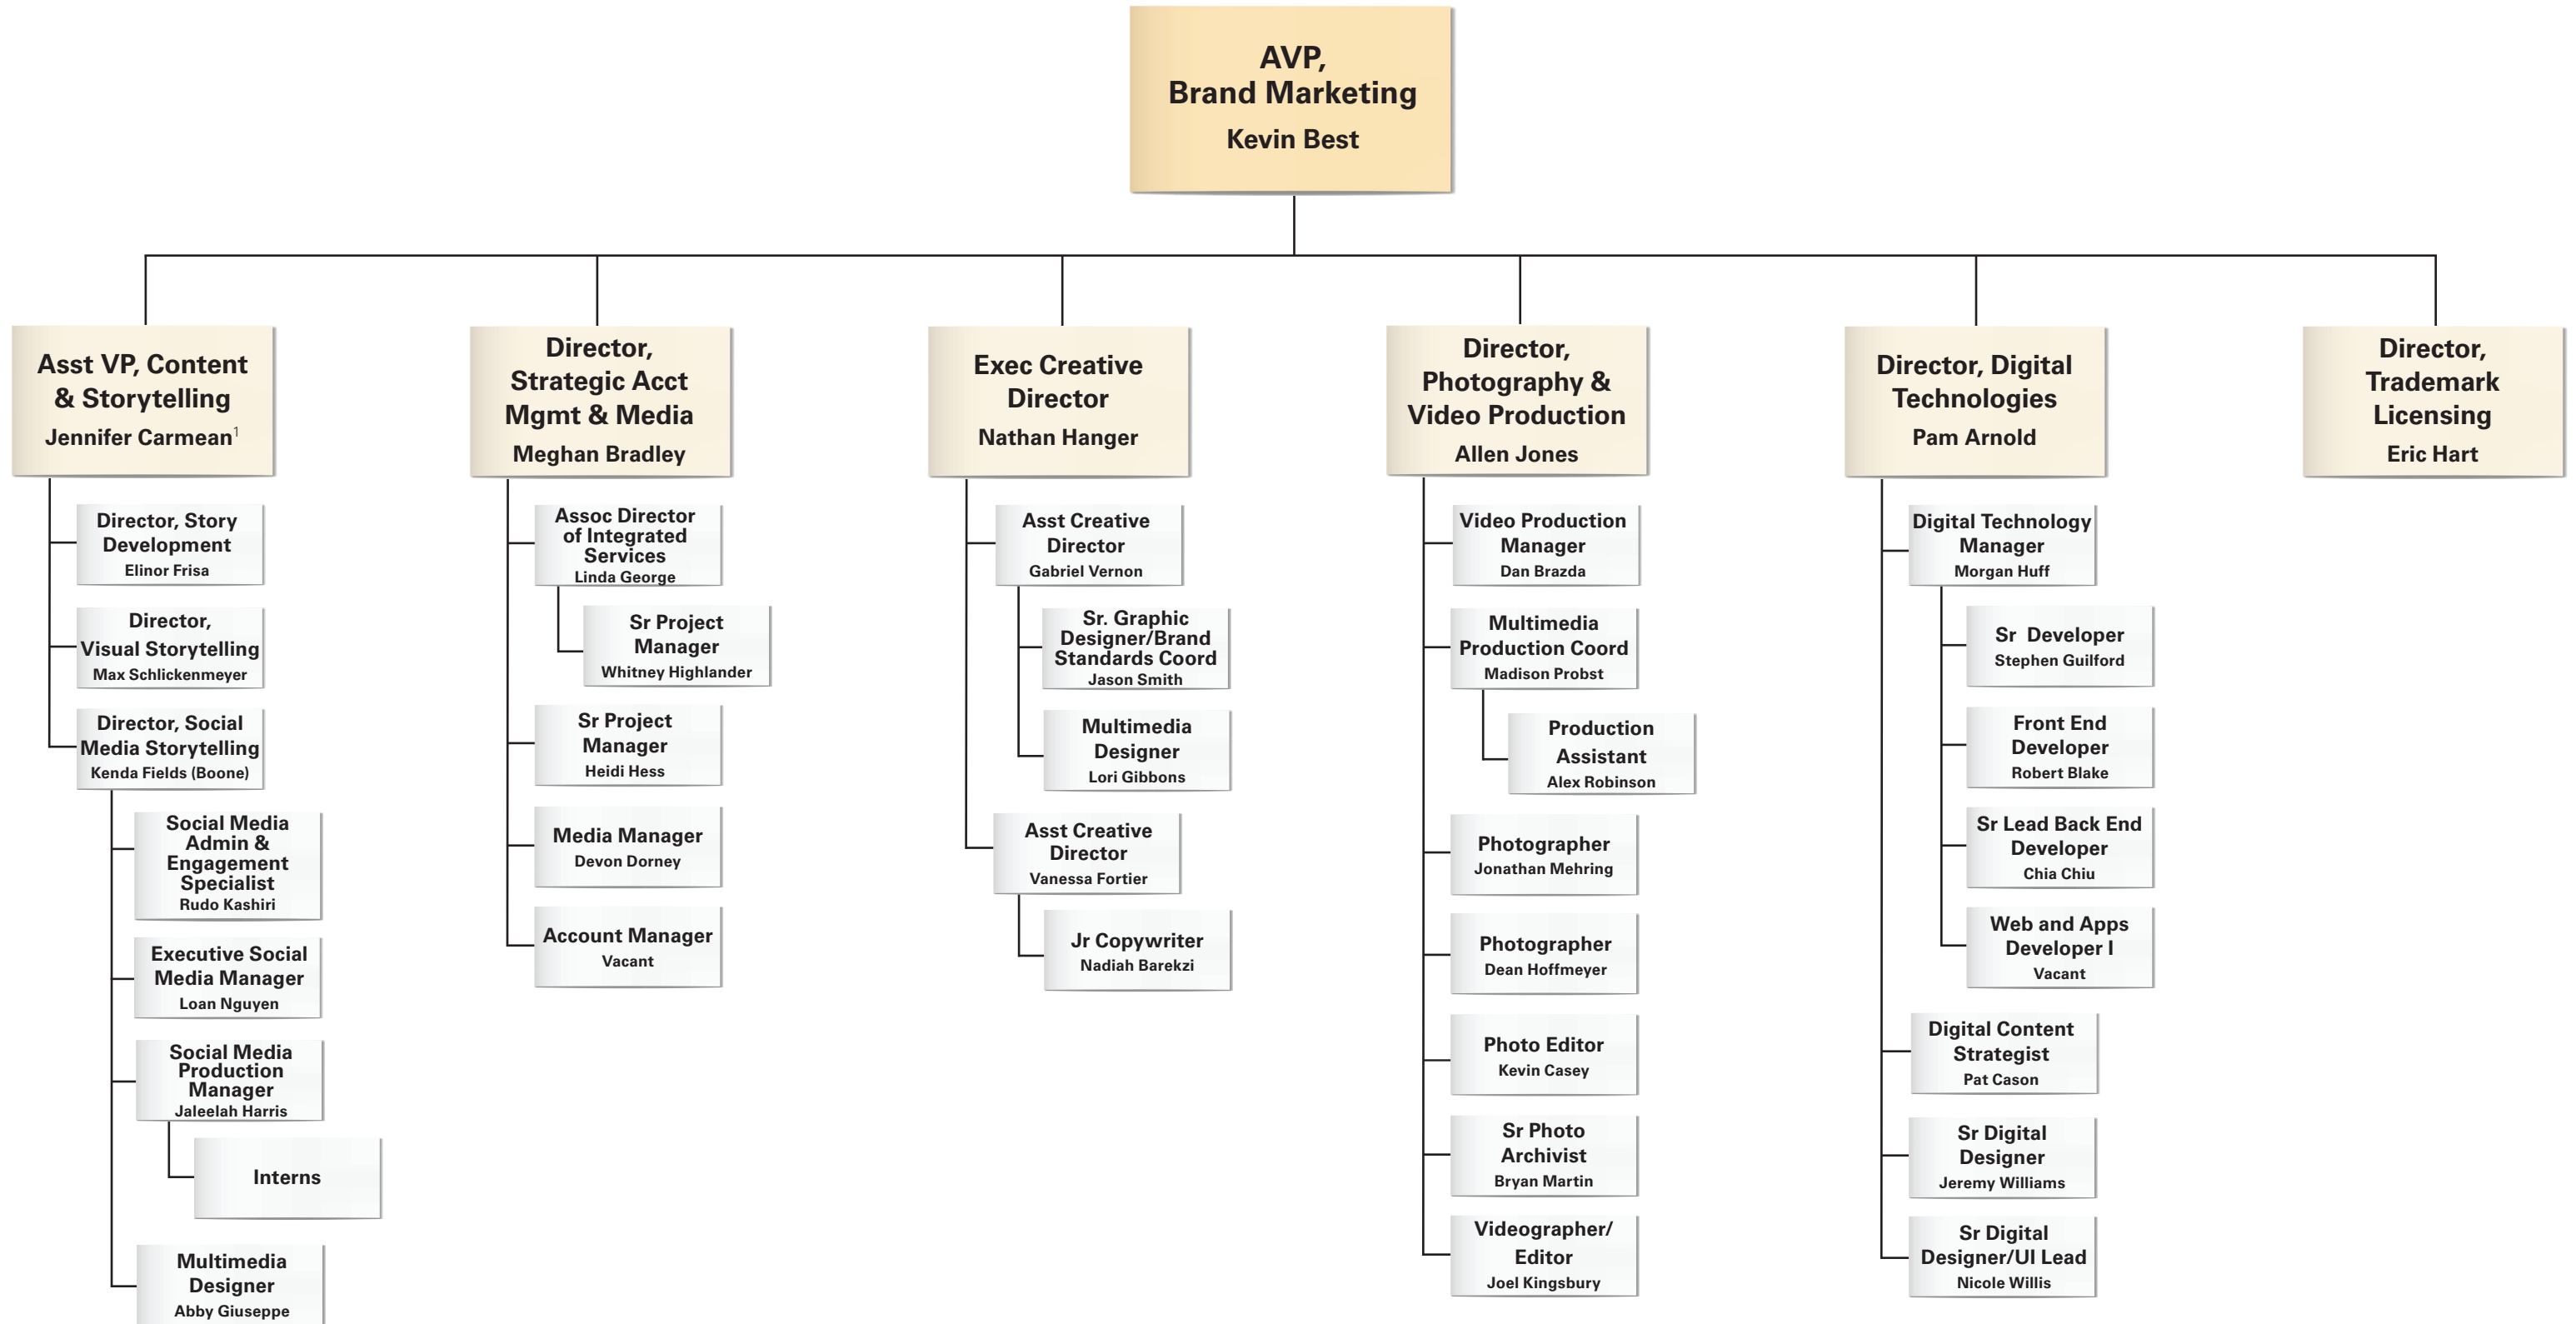 AVP,
Brand Marketing
Kevin Best
Asst VP, Content
& Storytelling
Jennifer Carmean¹
Director, Story
Development
Elinor Frisa
Director,
Visual Storytelling
Max Schlickenmeyer
Director, Social
Media Storytelling
Kenda Fields (Boone)
Social Media
Admin &
Engagement
Specialist
Rudo Kashiri
Executive Social
Media Manager
Loan Nguyen
Social Media
Production
Manager
Jaleelah Harris
Interns
Multimedia
Designer
Abby Giuseppe
Director,
Strategic Acct
Mgmt & Media
Meghan Bradley
Assoc Director
of Integrated
Services
Linda George
Sr Project
Manager
Whitney Highlander
Sr Project
Manager
Heidi Hess
Media Manager
Devon Dorney
Account Manager
Vacant
Exec Creative
Director
Nathan Hanger
Asst Creative
Director
Gabriel Vernon
Sr. Graphic
Designer/Brand
Standards Coord
Jason Smith
Multimedia
Designer
Lori Gibbons
Asst Creative
Director
Vanessa Fortier
Jr Copywriter
Nadiah Barekzi
Director,
Photography &
Video Production
Allen Jones
Video Production
Manager
Dan Brazda
Multimedia
Production Coord
Madison Probst
Production
Assistant
Alex Robinson
Photographer
Jonathan Mehring
Photographer
Dean Hoffmeyer
Photo Editor
Kevin Casey
Sr Photo
Archivist
Bryan Martin
Videographer/
Editor
Joel Kingsbury
Director, Digital
Technologies
Pam Arnold
Digital Technology
Manager
Morgan Huff
Sr Developer
Stephen Guilford
Front End
Developer
Robert Blake
Sr Lead Back End
Developer
Chia Chiu
Web and Apps
Developer I
Vacant
Digital Content
Strategist
Pat Cason
Sr Digital
Designer
Jeremy Williams
Sr Digital
Designer/UI Lead
Nicole Willis
Director,
Trademark
Licensing
Eric Hart